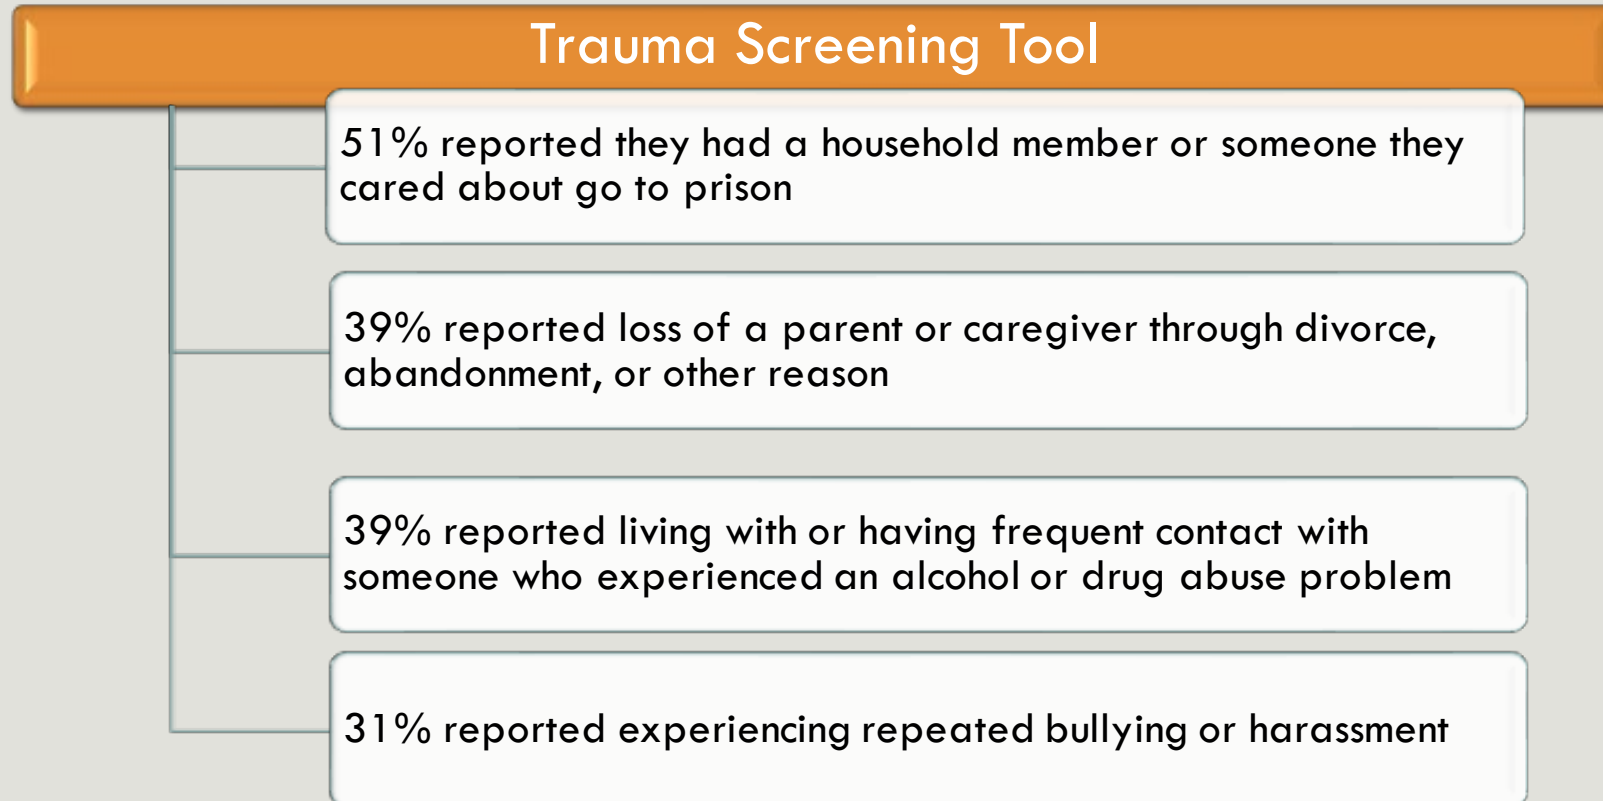 Trauma Screening Tool
51% reported they had a household member or someone they
cared about go to prison
39% reported loss of a parent or caregiver through divorce,
abandonment, or other reason
39% reported living with or having frequent contact with
someone who experienced an alcohol or drug abuse problem
31% reported experiencing repeated bullying or harassment